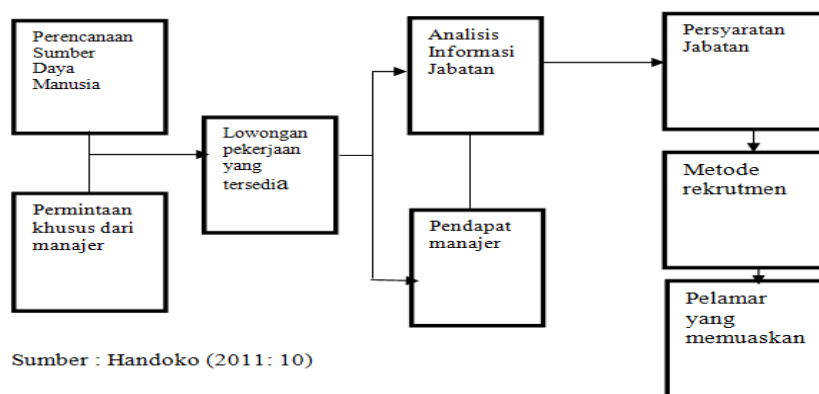 Perencanaan
Sumber
Daya
Manusia
Permintaan
khusus dari
manajer
Lowongan
pekerjaan
yang
tersedia
Analisis
Informasi
Jabatan
Pendapat
manajer
Persyaratan
Jabatan
Metode
rekrutmen
Pelamar
yang
memuaskan
Sumber : Handoko (2011: 10)